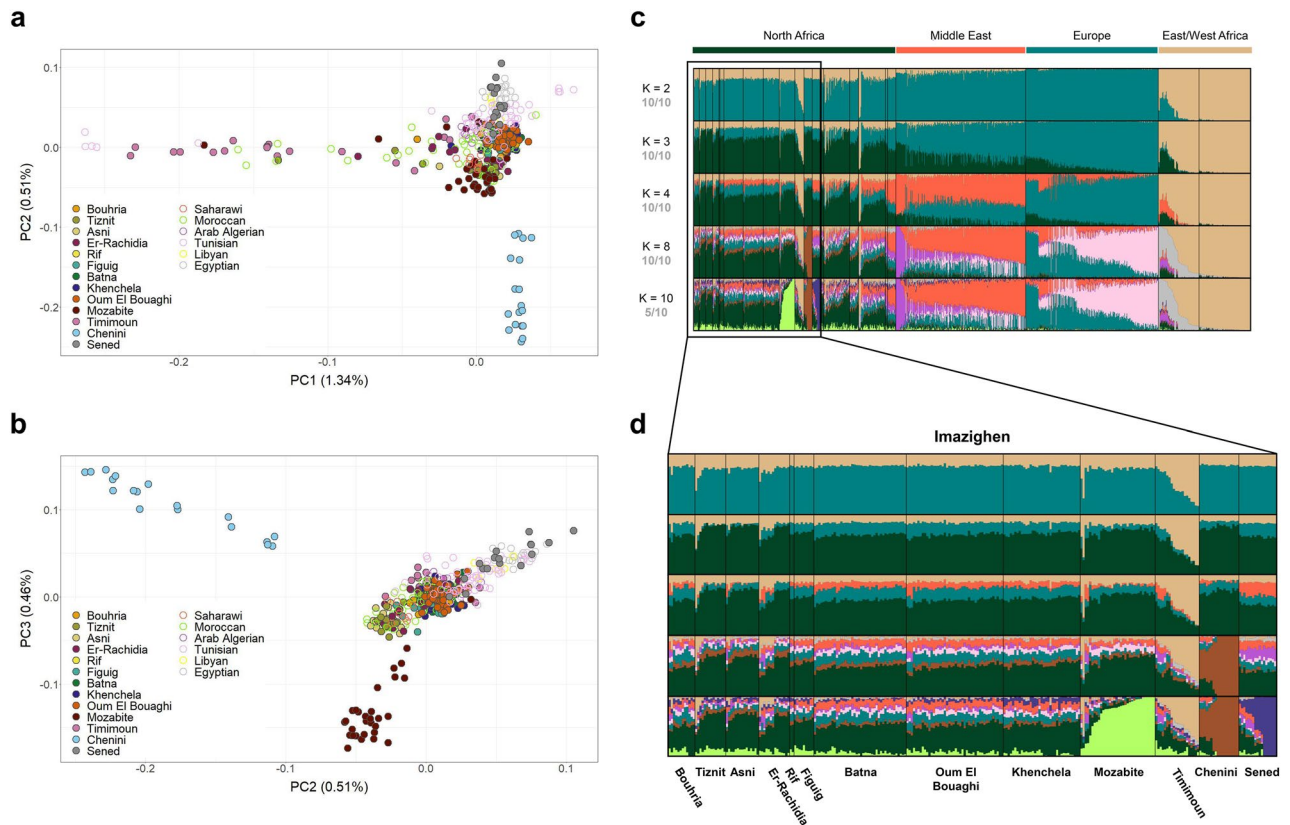 a
0.1
0.0
-0.1
-0.2
PC2 (0.51%)
Bouhria
Tiznit
Asni
Er-Rachidia
Rif
Figuig
Batna
Khenchela
Oum El Bouaghi
Mozabite
Timimoun
Chenini
Sened
Saharawi
Moroccan
Arab Algerian
Tunisian
Libyan
Egyptian
-0.2
-0.1
0.0
PC1 (1.34%)
b
0.1
0.0
-0.1
PC3 (0.46%)
Bouhria
Tiznit
Asni
Er-Rachidia
Rif
Figuig
Batna
Khenchela
Oum El Bouaghi
Mozabite
Timimoun
Chenini
Sened
Saharawi
Moroccan
Arab Algerian
Tunisian
Libyan
Egyptian
-0.2
-0.1
0.0
0.1
PC2 (0.51%)
c
North Africa
Middle East
Europe
East/West Africa
K = 2
10/10
K = 3
10/10
K = 4
10/10
K = 8
10/10
K = 10
5/10
d
Imazighen
Bouhria
Tiznit
Asni
Er-Rachidia
Rif
Figuig
Batna
Oum El
Bouaghi
Khenchela
Mozabite
Timimoun
Chenini
Sened